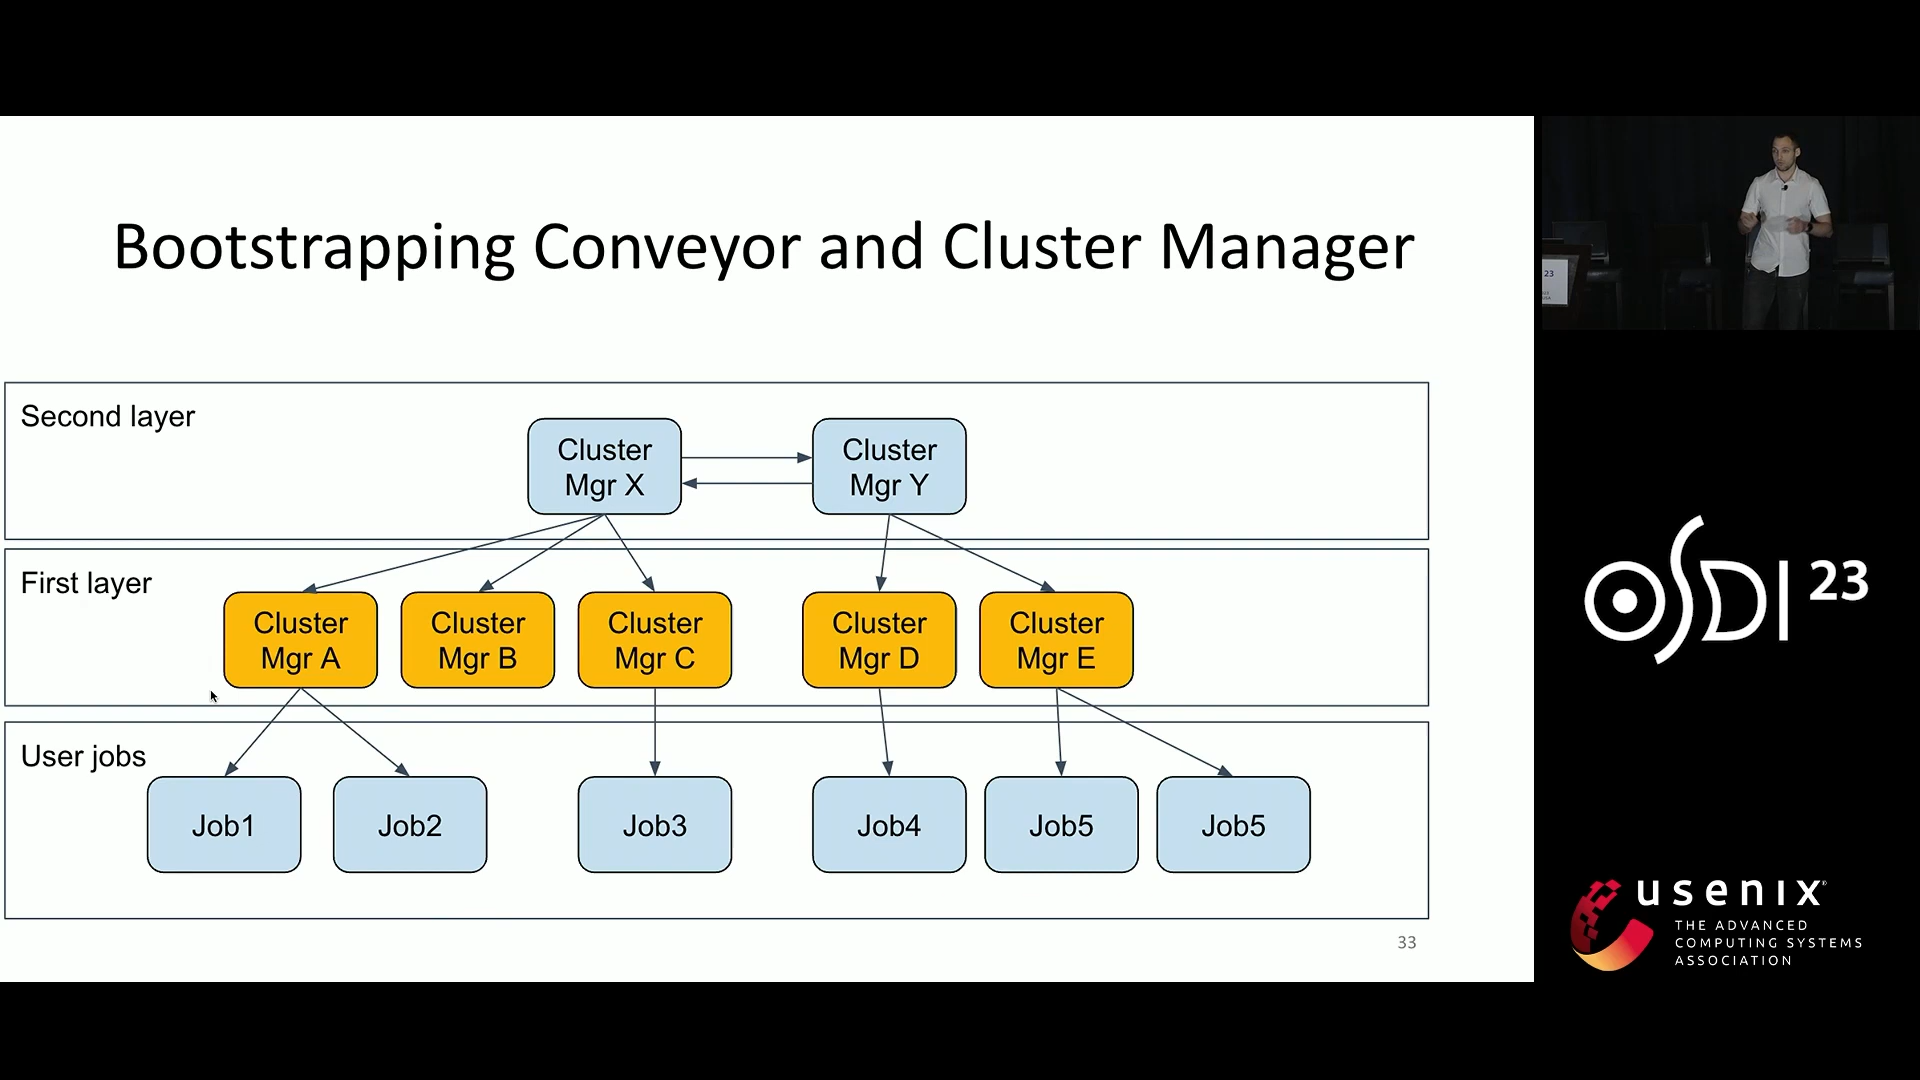 Bootstrapping Conveyor and Cluster Manager
Second layer
Cluster
Mgr X
Cluster
Mgr Y
First layer
Cluster
Mgr A
Cluster
Mgr B
Cluster
Mgr C
Cluster
Mgr D
Cluster
Mgr E
User jobs
Job1
Job2
Job3
Job4
Job5
Job5
33
23
OSDI 23
usenix
THE ADVANCED
COMPUTING SYSTEMS
ASSOCIATION